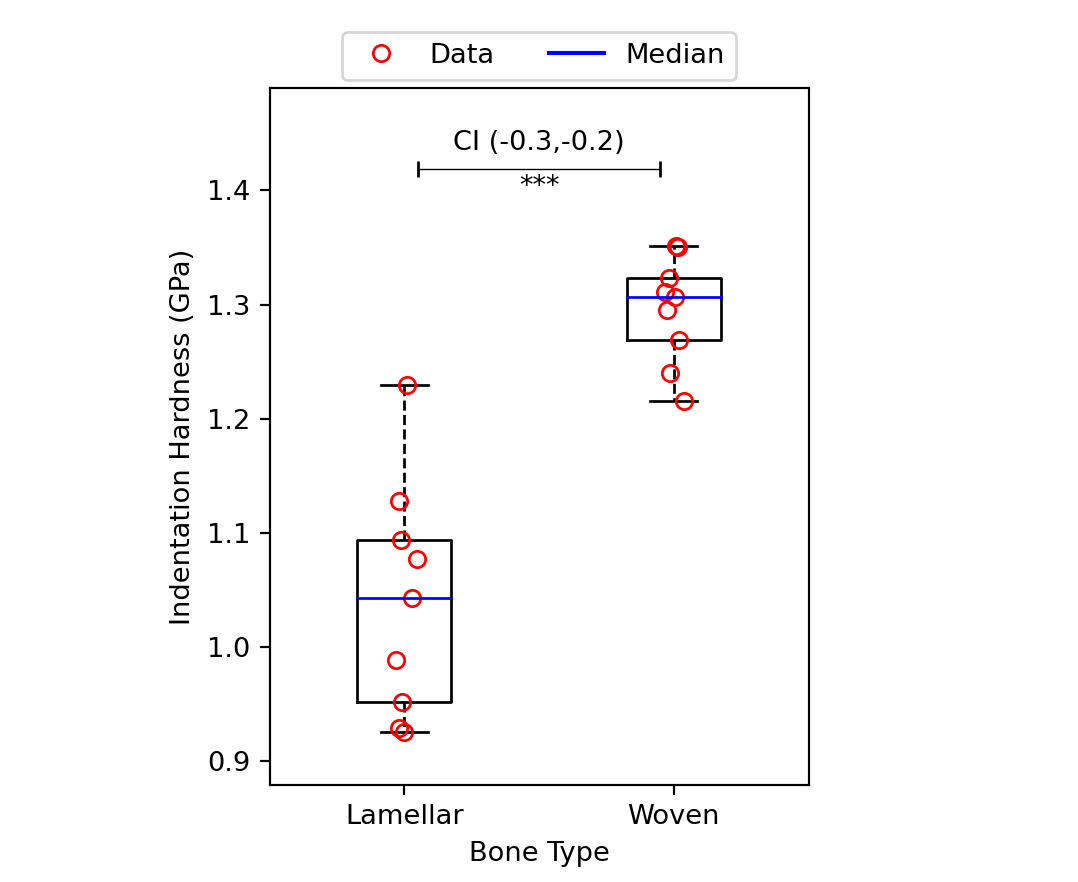 Data Median
CI (-0.3,-0.2)
***
1.4
1.3
1.2
1.1
1.0
0.9
Indentation Hardness (GPa)
Lamellar Woven
Bone Type